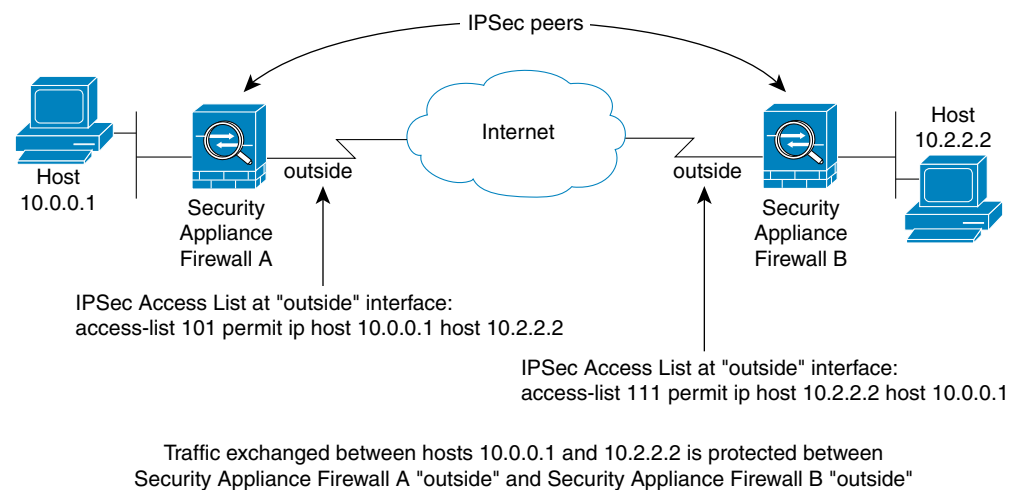 IPSec peers
Internet
Host
10.0.0.1
outside
Security
Appliance
Firewall A
outside
Security
Appliance
Firewall B
Host
10.2.2.2
IPSec Access List at "outside" interface:
access-list 101 permit ip host 10.0.0.1 host 10.2.2.2
IPSec Access List at "outside" interface:
access-list 111 permit ip host 10.2.2.2 host 10.0.0.1
Traffic exchanged between hosts 10.0.0.1 and 10.2.2.2 is protected between
Security Appliance Firewall A "outside" and Security Appliance Firewall B "outside"